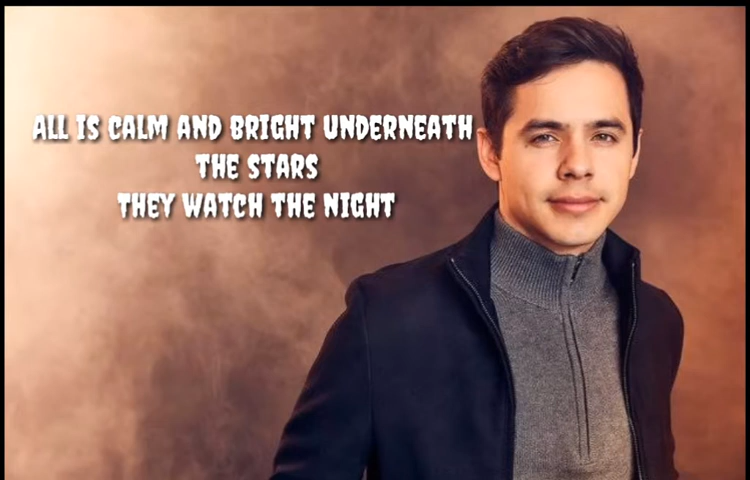 ALL IS CALM AND BRIGHT UNDERNEATH
THE STARS
THEY WATCH THE NIGHT